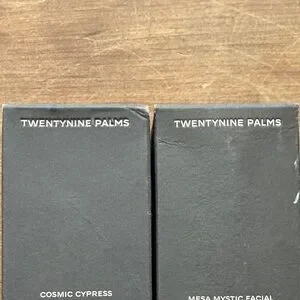 TWENTYNINE PALMS
COSMIC CYPRESS
TWENTYNINE PALMS
MESA MYSTIC FACIAL